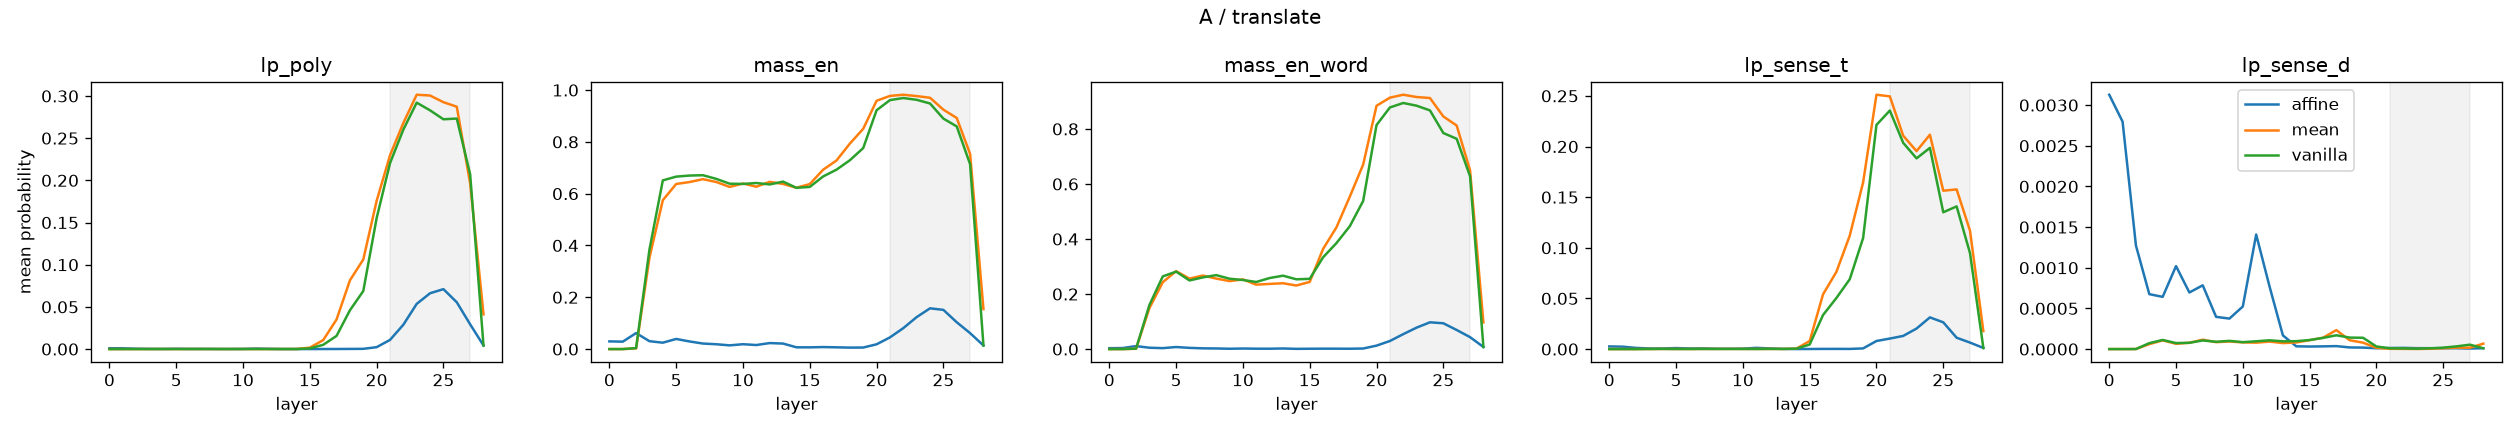 A / translate
lp_poly
mass_en
mass_en_word
lp_sense_t
lp_sense_d
mean probability
0.30
0.25
0.20
0.15
0.10
0.05
0.00
0 5 10 15 20 25
layer
1.0
0.8
0.6
0.4
0.2
0.0
0 5 10 15 20 25
layer
0.8
0.6
0.4
0.2
0.0
0 5 10 15 20 25
layer
0.25
0.20
0.15
0.10
0.05
0.00
0 5 10 15 20 25
layer
0.0030
0.0025
0.0020
0.0015
0.0010
0.0005
0.0000
0 5 10 15 20 25
layer
affine
mean
vanilla